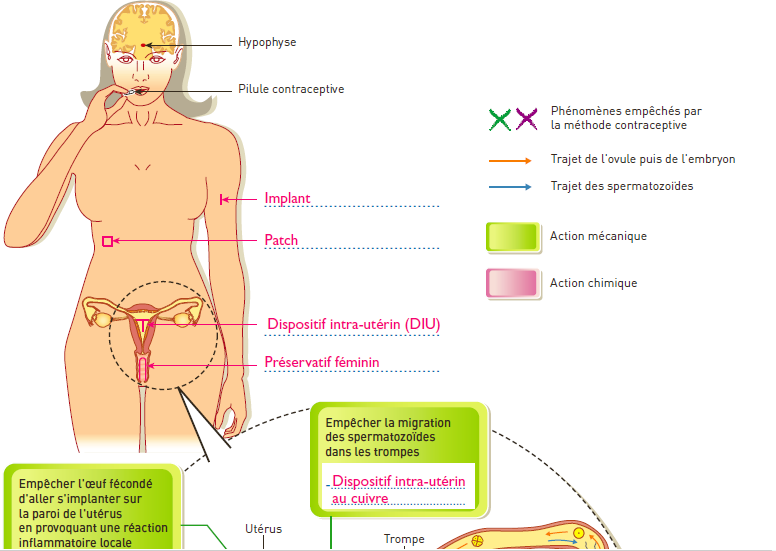 Hypophyse
Pilule contraceptive
Phénomènes empêchés par
la méthode contraceptive
Trajet de l'ovule puis de l'embryon
Trajet des spermatozoïdes
Implant
Patch
Action mécanique
Action chimique
Dispositif intra-utérin (DIU)
Préservatif féminin
Empêcher la migration
des spermatozoïdes
dans les trompes
- Dispositif intra-utérin
au cuivre
Empêcher l'œuf fécondé
d'aller s'implanter sur
la paroi de l'utérus
en provoquant une réaction
inflammatoire locale
Utérus
Trompe